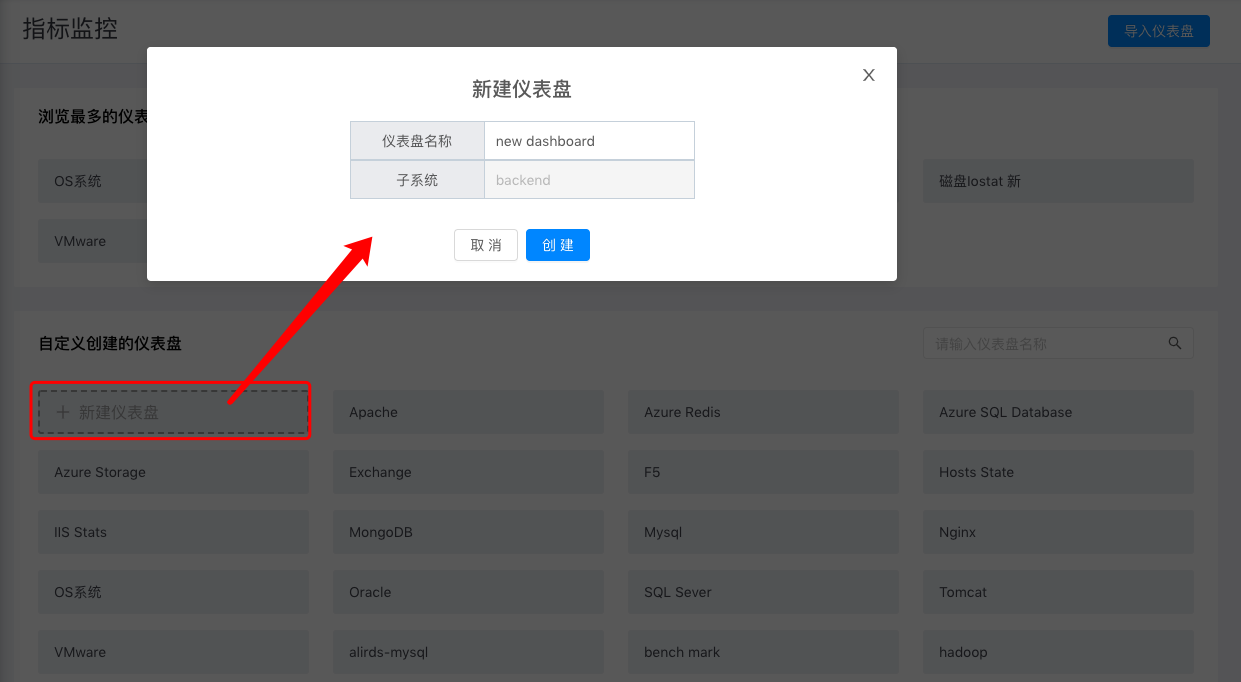 指标监控
导入仪表盘
新建仪表盘
X
浏览最多的仪表
仪表盘名称 new dashboard
OS系统
子系统 backend
磁盘Iostat 新
VMware
取 消
创 建
自定义创建的仪表盘
请输入仪表盘名称
新建仪表盘
Apache
Azure Redis
Azure SQL Database
Azure Storage
Exchange
F5
Hosts State
IIS Stats
MongoDB
Mysql
Nginx
OS系统
Oracle
SQL Sever
Tomcat
VMware
alirds-mysql
bench mark
hadoop